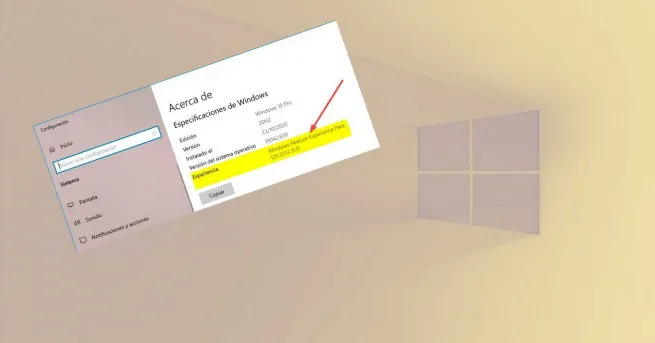 Configuración
Inicio
Buscar una configuración
Sistema
Pantalla
Sonido
Notificaciones y acciones
Acerca de
Especificaciones de Windows
Edición Windows 10 Pro
Versión 20H2
Instalado el 22/10/2020
Versión del sistema operativo 19042.630
Experiencia Windows Feature Experience Pack
120.2212.31.0
Copiar